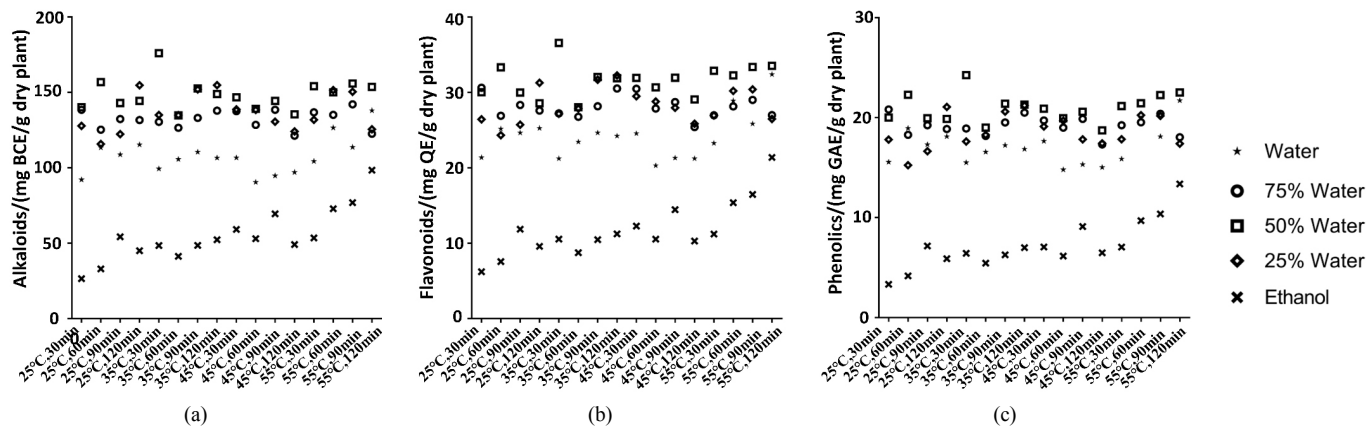 200
150
100
50
0
Alkaloids/(mg BCE/g dry plant)
25°C,30min
0
25°C,60min
25°C,90min
25°C,120min
35°C,30min
35°C,60min
35°C,90min
35°C,120min
45°C,30min
45°C,60min
45°C,90min
45°C,120min
55°C,30min
55°C,60min
55°C,90min
55°C,120min
(a)
40
30
20
10
0
Flavonoids/(mg QE/g dry plant)
25°C,30min
25°C,60min
25°C,90min
25°C,120min
35°C,30min
35°C,60min
35°C,90min
35°C,120min
45°C,30min
45°C,60min
45°C,90min
45°C,120min
55°C,30min
55°C,60min
55°C,90min
55°C,120min
(b)
30
20
10
0
Phenolics/(mg GAE/g dry plant)
25°C,30min
25°C,60min
25°C,90min
25°C,120min
35°C,30min
35°C,60min
35°C,90min
35°C,120min
45°C,30min
45°C,60min
45°C,90min
45°C,120min
55°C,30min
55°C,60min
55°C,90min
55°C,120min
(c)
Water
75% Water
50% Water
25% Water
Ethanol